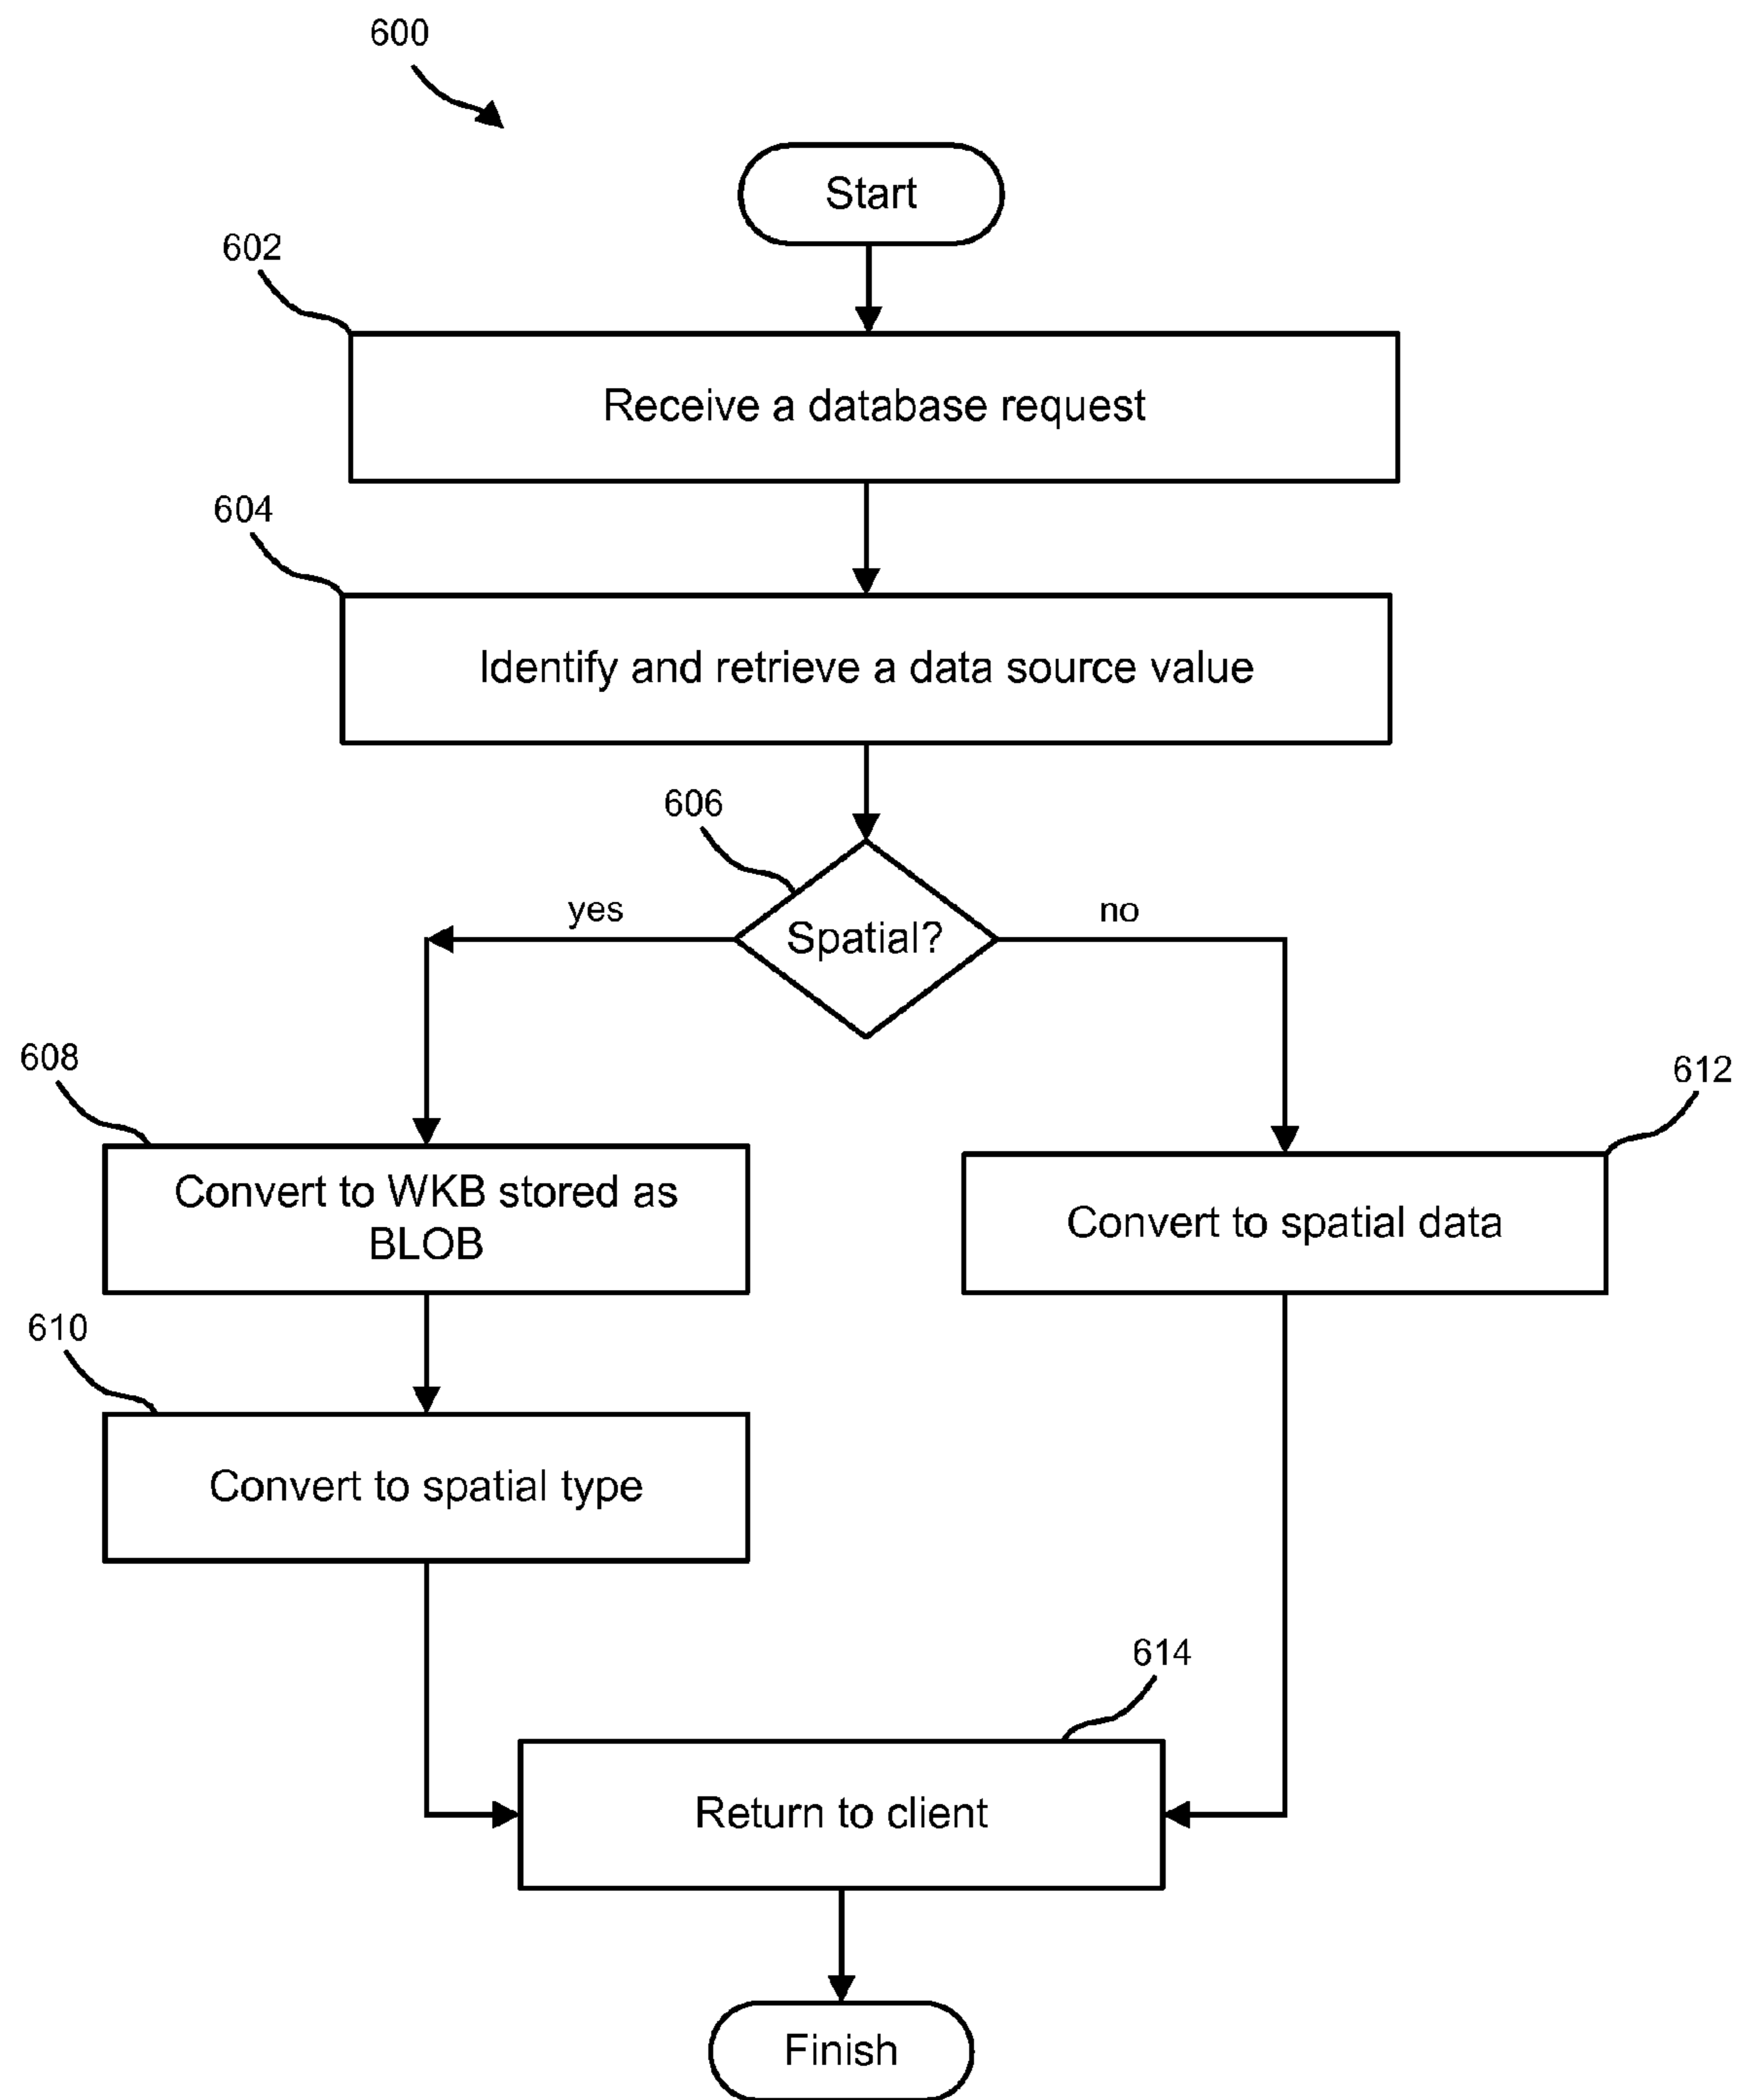 600
Start
602
Receive a database request
604
Identify and retrieve a data source value
606
yes
Spatial?
no
608
Convert to WKB stored as
BLOB
612
Convert to spatial data
610
Convert to spatial type
614
Return to client
Finish